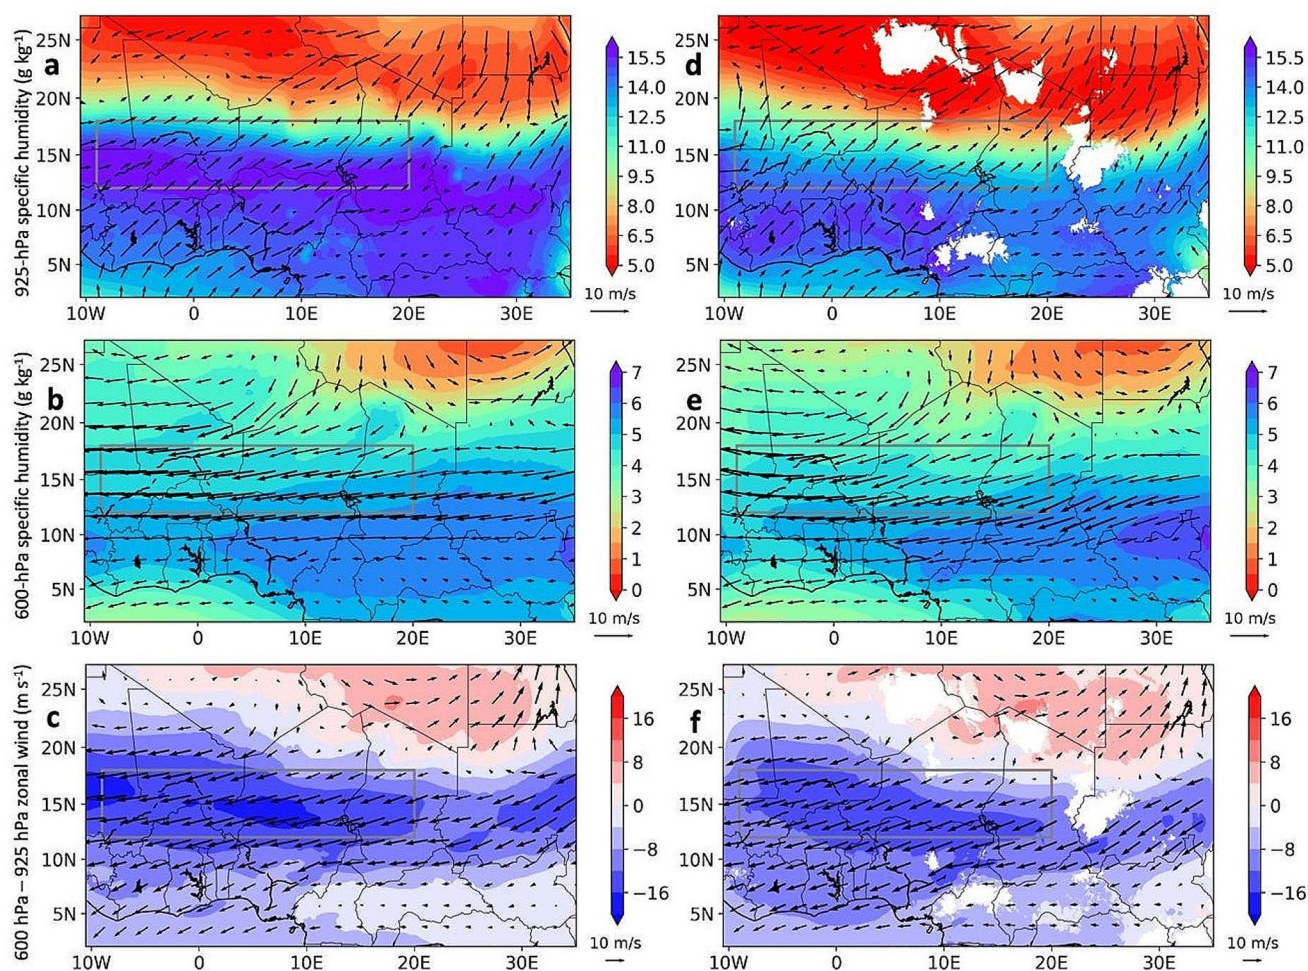 925-hPa specific humidity (g kg⁻¹)
a
25N
20N
15N
10N
5N
10W 0 10E 20E 30E
15.5
14.0
12.5
11.0
9.5
8.0
6.5
5.0
10 m/s
d
25N
20N
15N
10N
5N
10W 0 10E 20E 30E
15.5
14.0
12.5
11.0
9.5
8.0
6.5
5.0
10 m/s
600-hPa specific humidity (g kg⁻¹)
b
25N
20N
15N
10N
5N
10W 0 10E 20E 30E
7
6
5
4
3
2
1
0
10 m/s
e
25N
20N
15N
10N
5N
10W 0 10E 20E 30E
7
6
5
4
3
2
1
0
10 m/s
600 hPa – 925 hPa zonal wind (m s⁻¹)
c
25N
20N
15N
10N
5N
10W 0 10E 20E 30E
16
8
0
−8
−16
10 m/s
f
25N
20N
15N
10N
5N
10W 0 10E 20E 30E
16
8
0
−8
−16
10 m/s